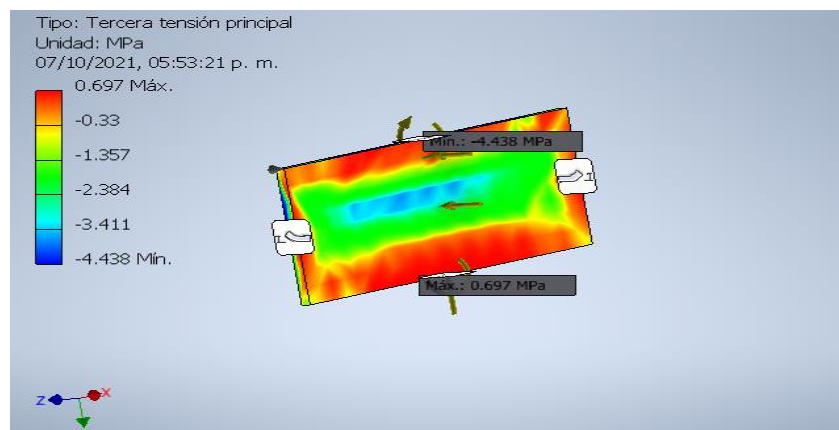 Tipo: Tercera tensión principal
Unidad: MPa
07/10/2021, 05:53:21 p. m.
0.697 Máx.
-0.33
-1.357
-2.384
-3.411
-4.438 Mín.
Mín.: -4.438 MPa
Máx.: 0.697 MPa
Z
X